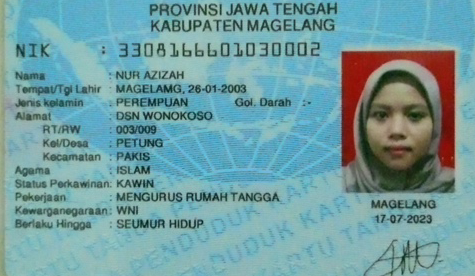 PROVINSI JAWA TENGAH
KABUPATEN MAGELANG
NIK : 3308166601030002
Nama : NUR AZIZAH
Tempat/Tgl Lahir : MAGELANG, 26-01-2003
Jenis kelamin : PEREMPUAN Gol. Darah :-
Alamat : DSN WONOKOSO
RT/RW : 003/009
Kel/Desa : PETUNG
Kecamatan : PAKIS
Agama : ISLAM
Status Perkawinan: KAWIN
Pekerjaan : MENGURUS RUMAH TANGGA
Kewarganegaraan: WNI
Berlaku Hingga : SEUMUR HIDUP
MAGELANG
17-07-2023